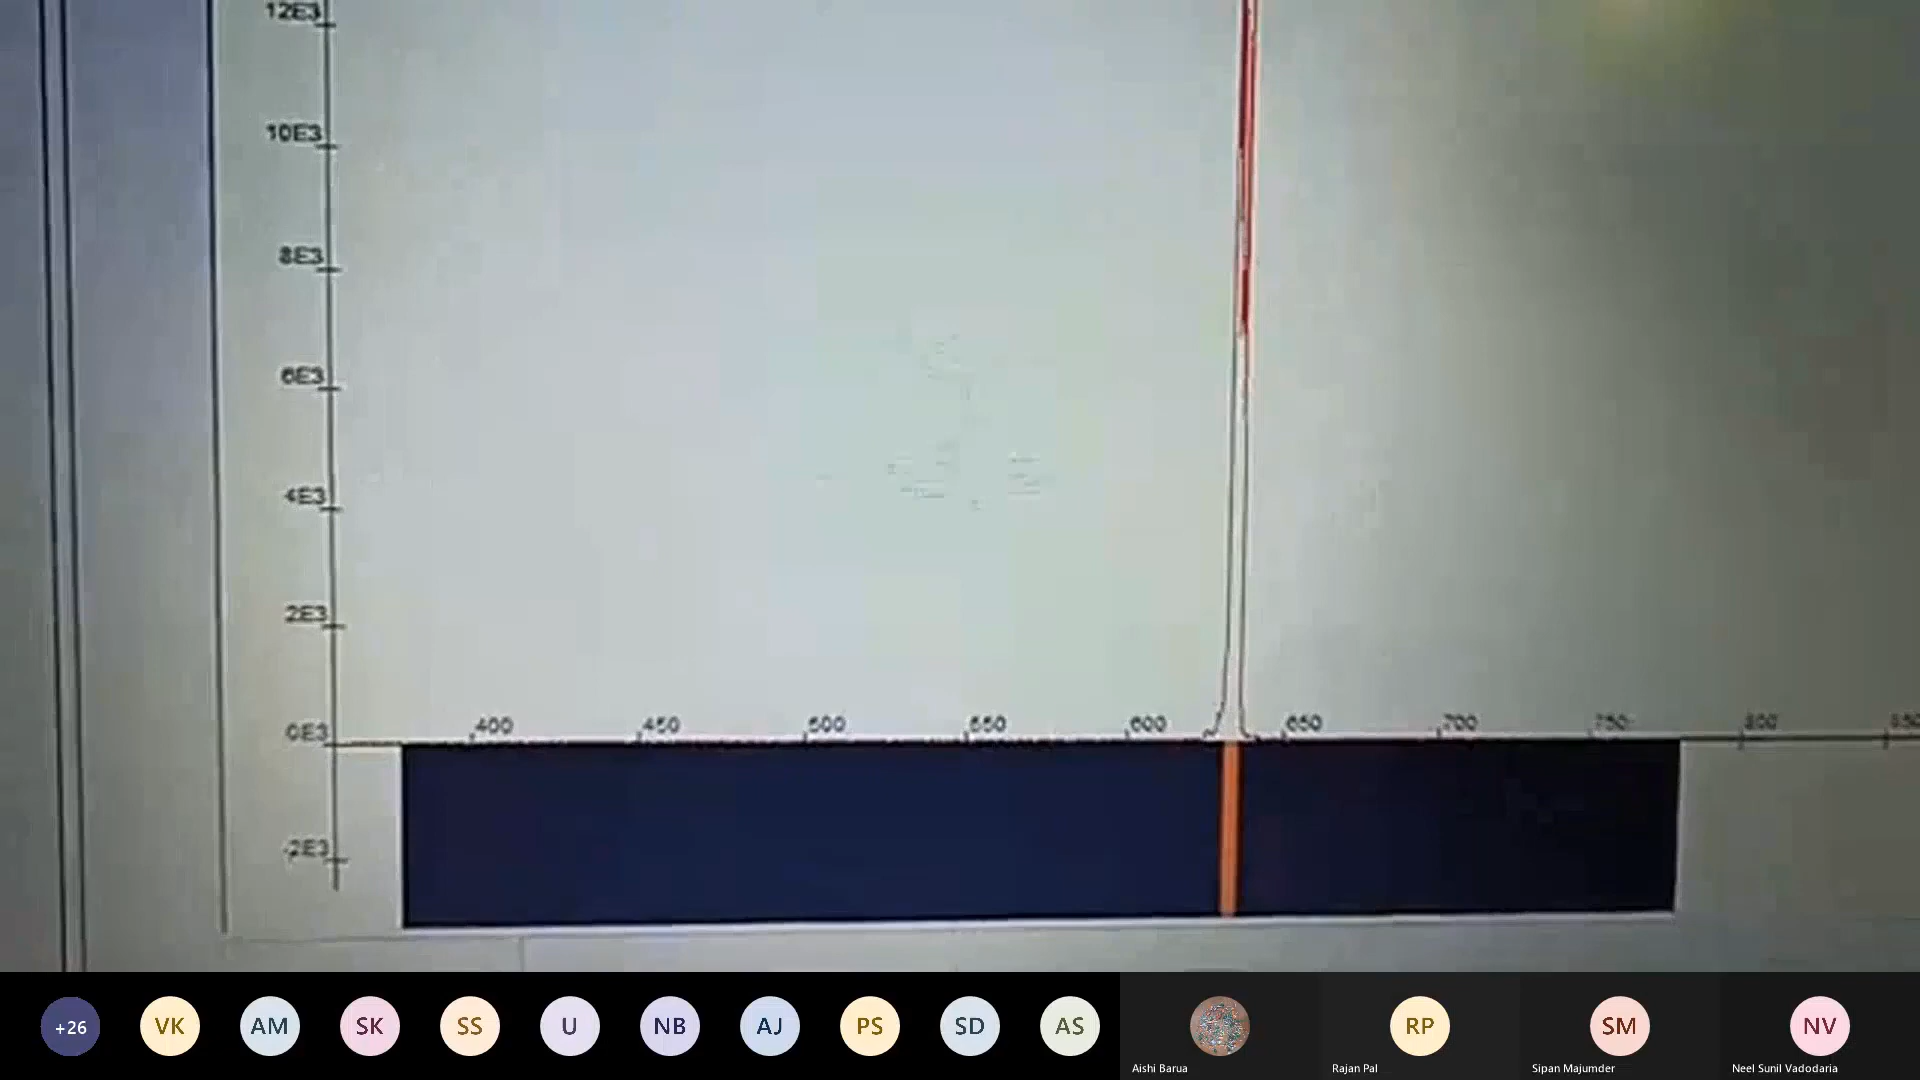 12E3
10E3
8E3
6E3
4E3
2E3
0E3
-2E3
400 450 500 550 600 650 700 750 800 850
+26 VK AM SK SS U NB AJ PS SD AS RP SM NV
Aishi Barua Rajan Pal Sipan Majumder Neel Sunil Vadodaria